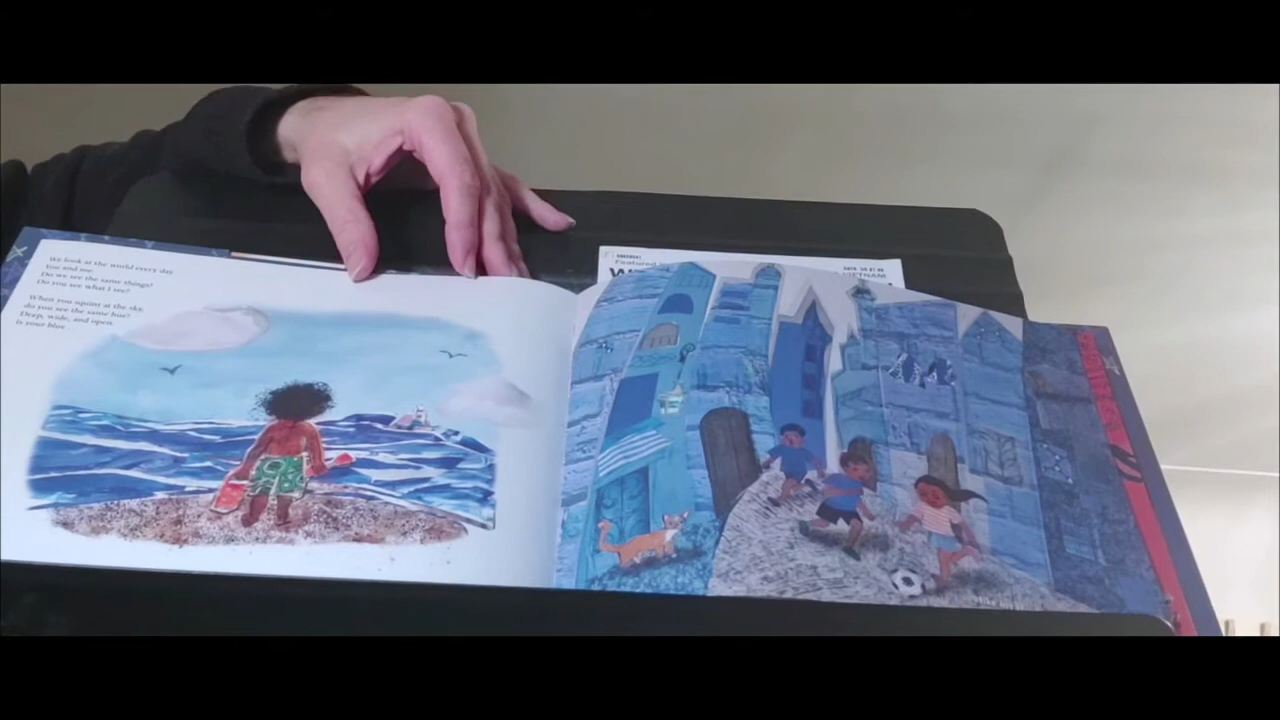 We look at the world every day
You and me.
Do we see the same things?
Do you see what I see?
When you squint at the sky,
do you see the same hue?
Deep, wide, and open
is your blue
Featured
VIETNAM